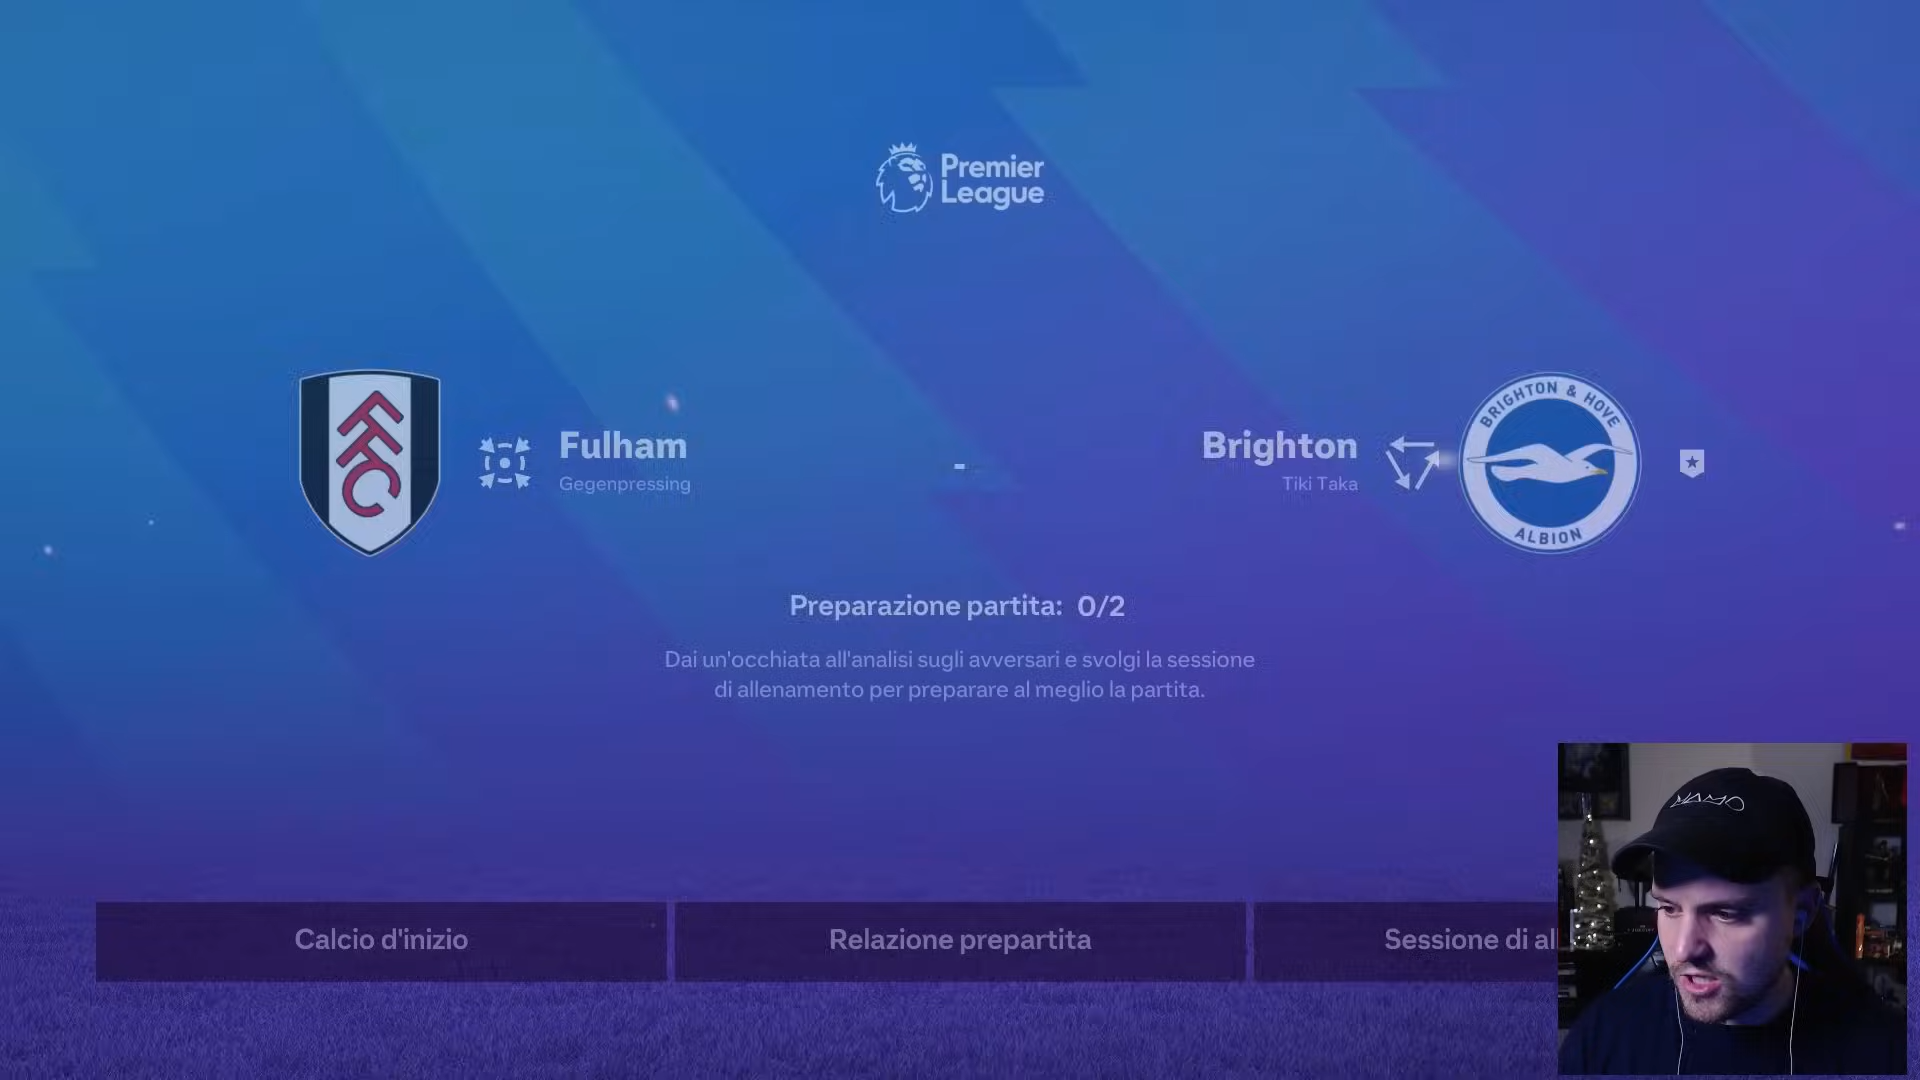 Premier
League
FFC
Fulham
Gegenpressing
-
Brighton
Tiki Taka
BRIGHTON & HOVE
ALBION
Preparazione partita: 0/2
Dai un'occhiata all'analisi sugli avversari e svolgi la sessione
di allenamento per preparare al meglio la partita.
Calcio d'inizio
Relazione prepartita
Sessione di al
NAMO